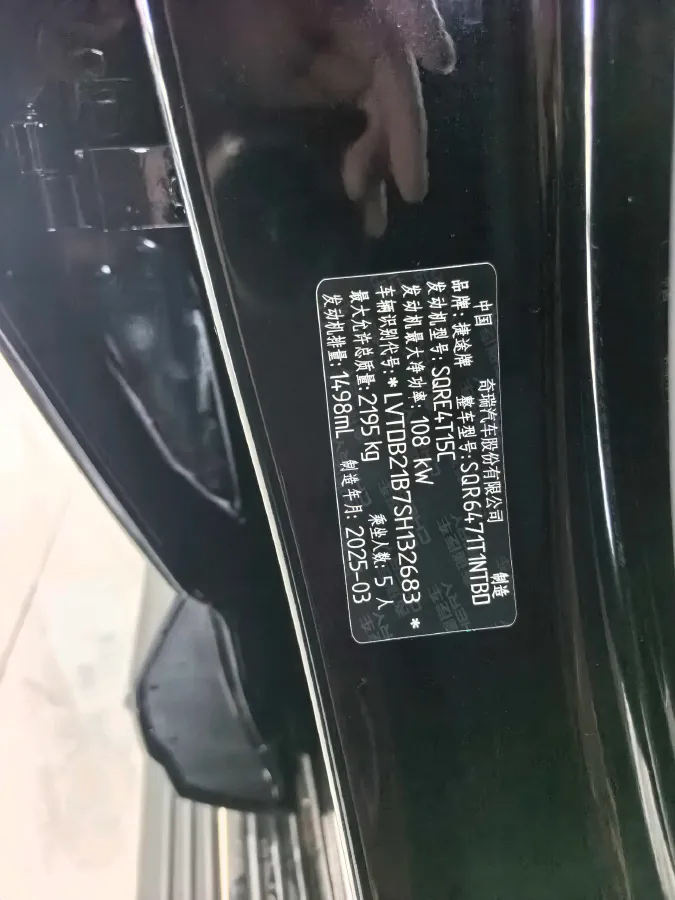 中国 奇瑞汽车股份有限公司 制造
品牌：捷途牌 整车型号：SQR6471T1NTBD
发动机型号：SQRE4T15C
发动机最大净功率：108 kW
车辆识别代号：*LVTDB21B7SH132683*
最大允许总质量：2195 kg 乘坐人数：5 人
发动机排量：1498mL 制造年月：2025-03